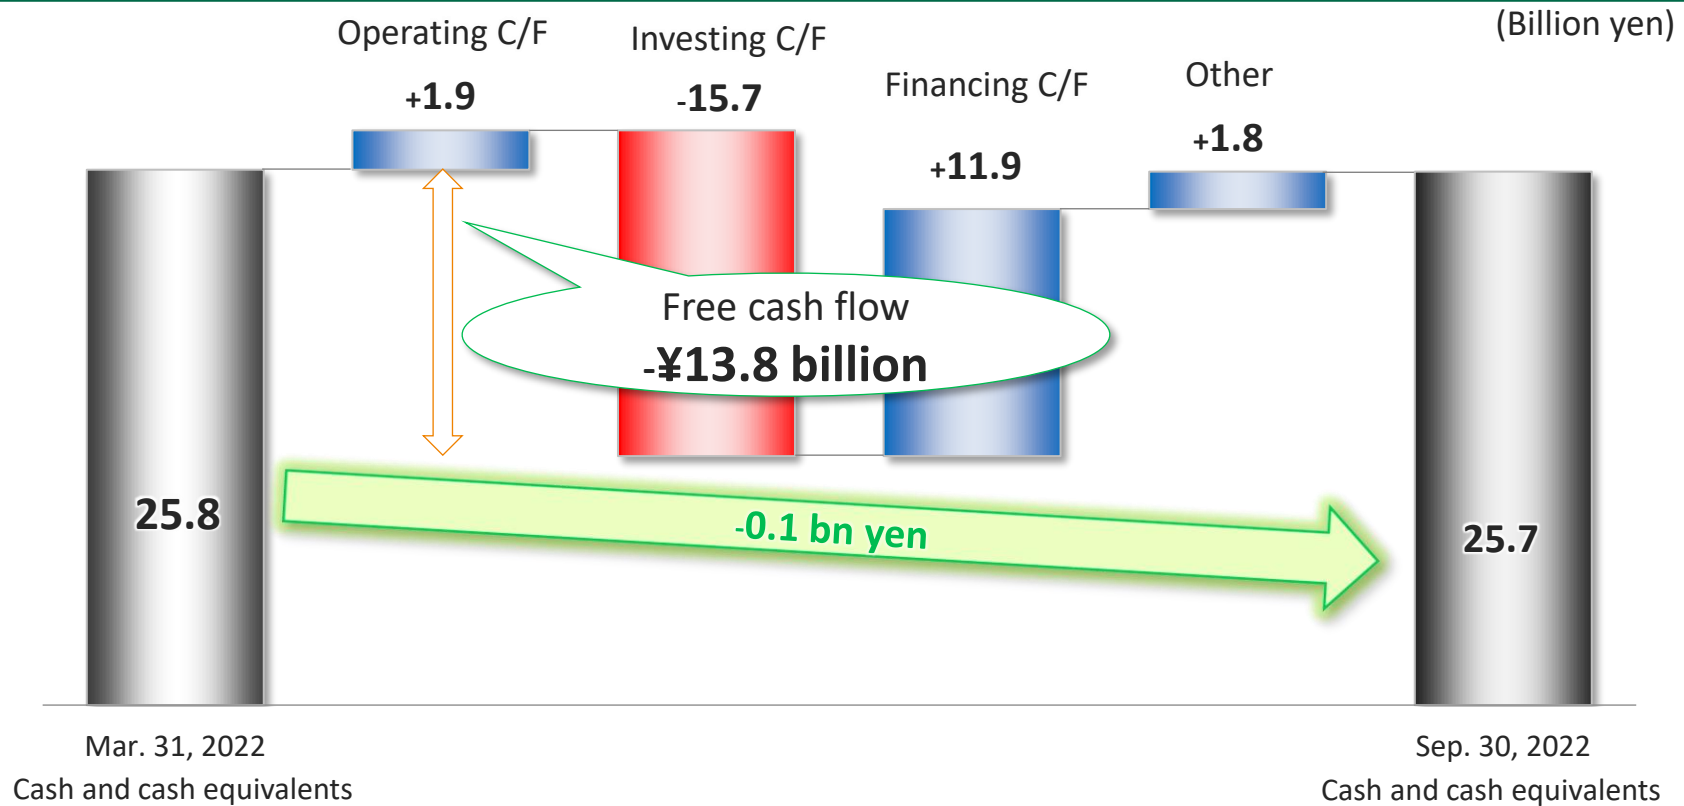 (Billion yen)
Operating C/F
+1.9
Investing C/F
-15.7
Financing C/F
+11.9
Other
+1.8
Free cash flow
-¥13.8 billion
25.8
-0.1 bn yen
25.7
Mar. 31, 2022
Cash and cash equivalents
Sep. 30, 2022
Cash and cash equivalents